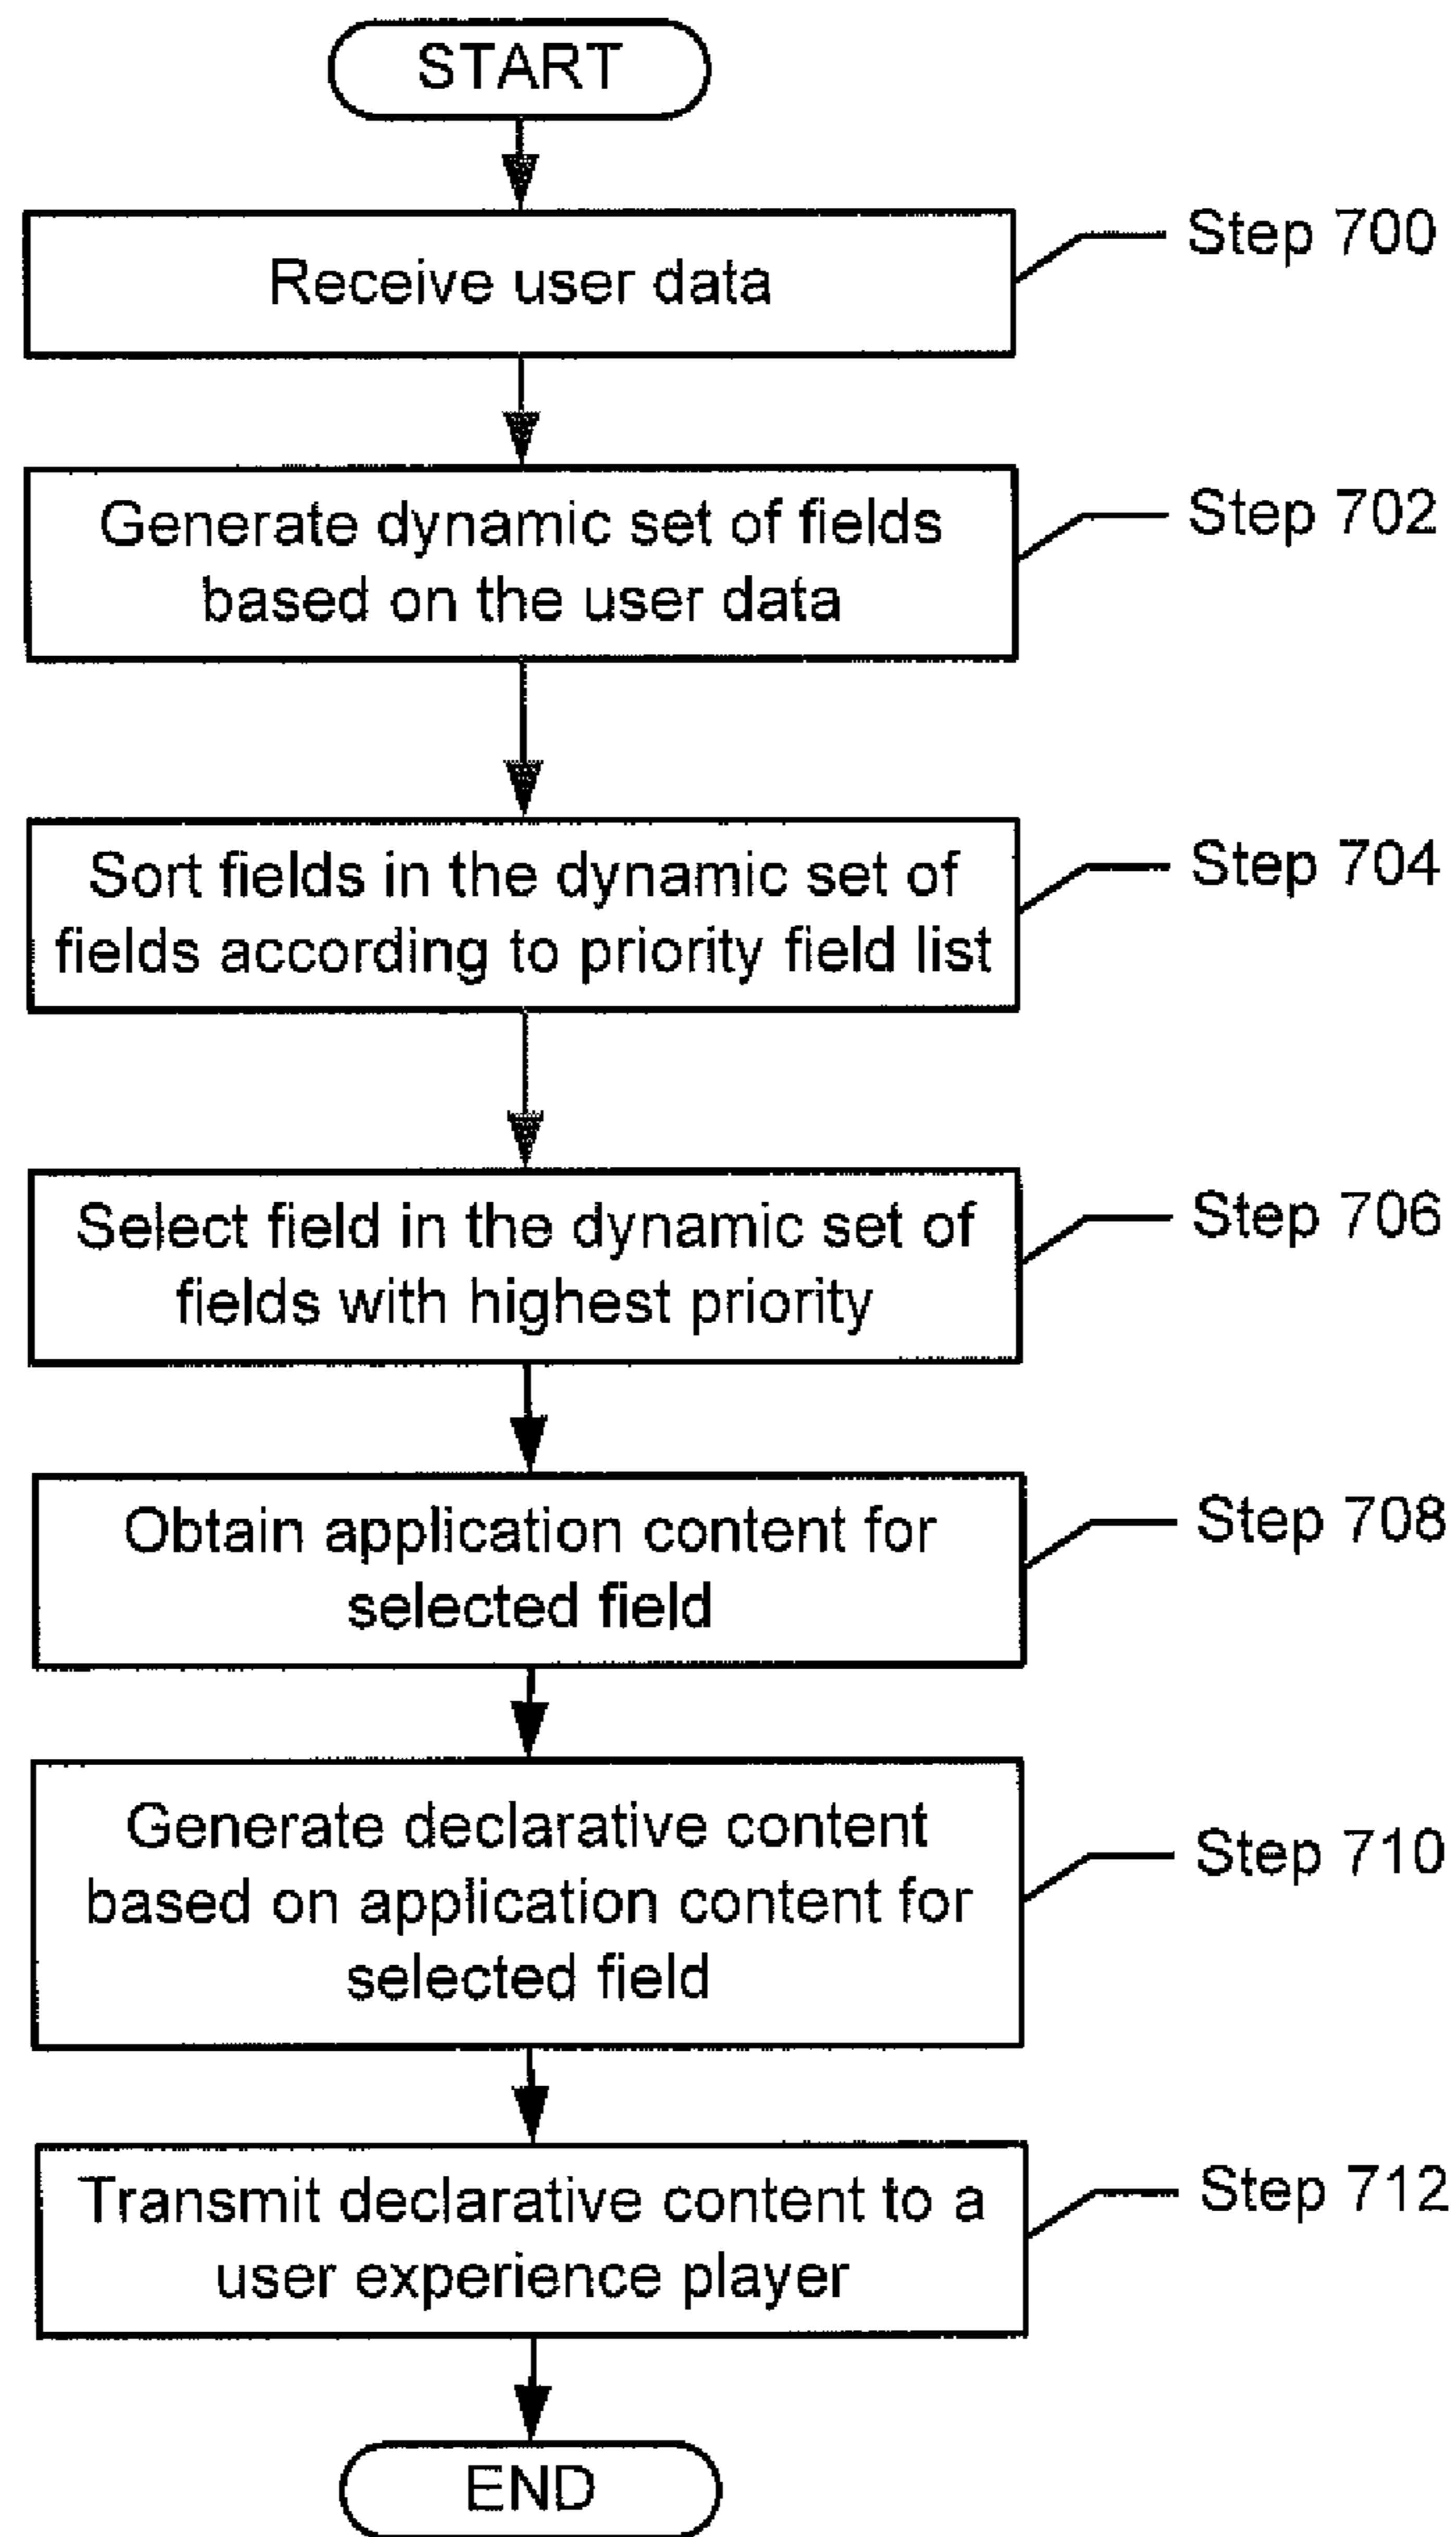 START
Receive user data
Step 700
Generate dynamic set of fields
based on the user data
Step 702
Sort fields in the dynamic set of
fields according to priority field list
Step 704
Select field in the dynamic set of
fields with highest priority
Step 706
Obtain application content for
selected field
Step 708
Generate declarative content
based on application content for
selected field
Step 710
Transmit declarative content to a
user experience player
Step 712
END